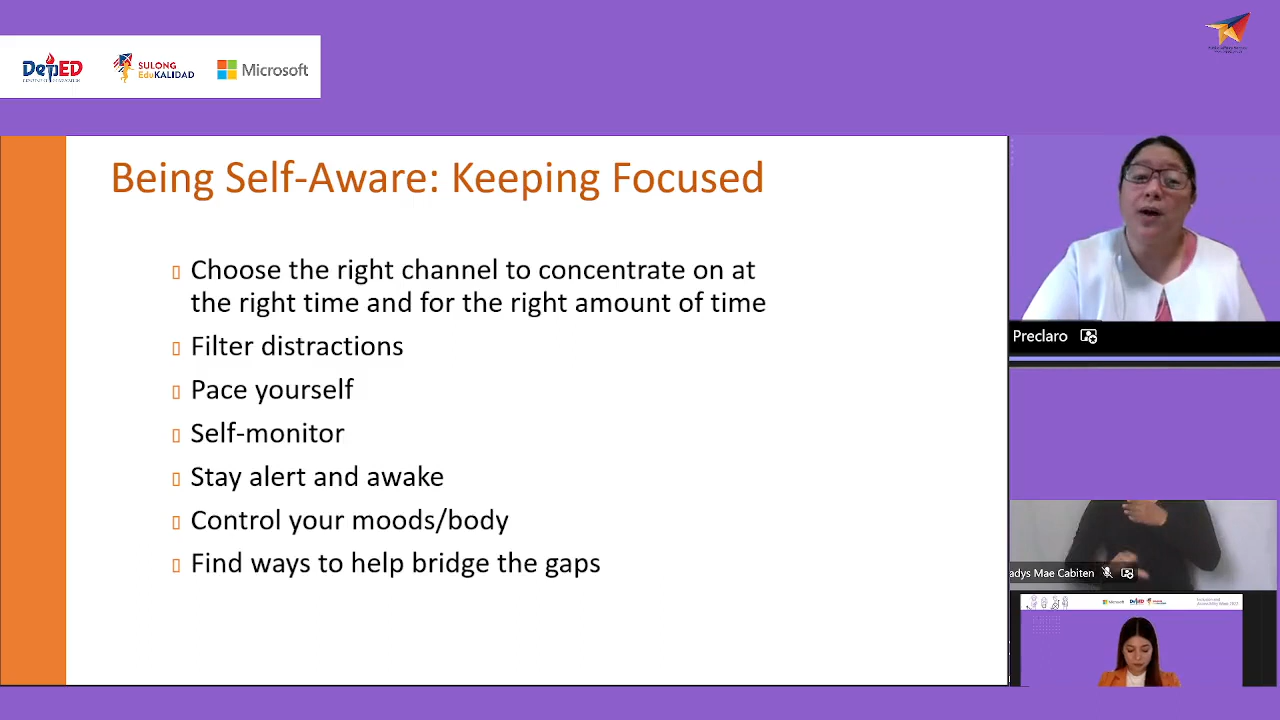 DepED
SULONG
EduKALIDAD
Microsoft
Being Self-Aware: Keeping Focused
Choose the right channel to concentrate on at
the right time and for the right amount of time
Filter distractions
Pace yourself
Self-monitor
Stay alert and awake
Control your moods/body
Find ways to help bridge the gaps
Preclaro
adys Mae Cabiten
Microsoft
DepED